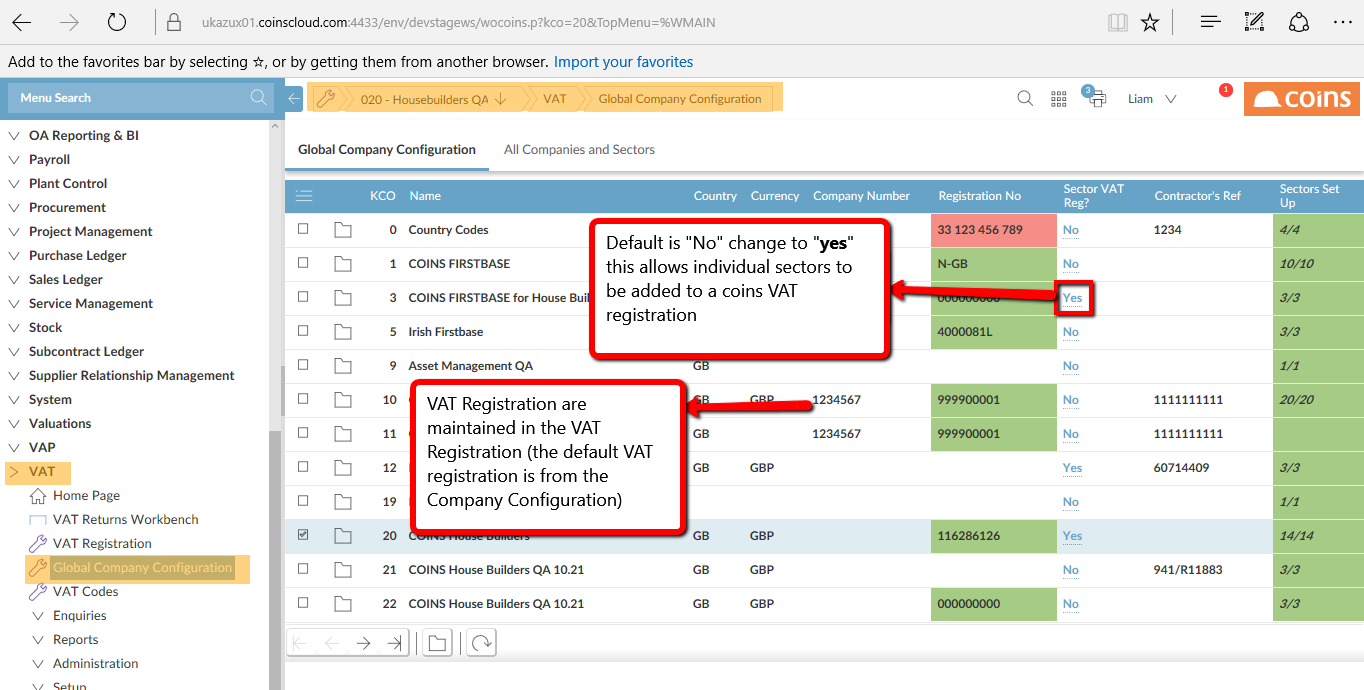 ukazux01.coinscloud.com:4433/env/devstagews/wocoins.p?kco=20&TopMenu=%WMAIN
Add to the favorites bar by selecting ☆, or by getting them from another browser. Import your favorites
Menu Search
020 - Housebuilders QA
VAT
Global Company Configuration
3
Liam
1
coins
OA Reporting & BI
Payroll
Plant Control
Procurement
Project Management
Purchase Ledger
Sales Ledger
Service Management
Stock
Subcontract Ledger
Supplier Relationship Management
System
Valuations
VAP
VAT
Home Page
VAT Returns Workbench
VAT Registration
Global Company Configuration
VAT Codes
Enquiries
Reports
Administration
Setup
Global Company Configuration All Companies and Sectors
KCO Name Country Currency Company Number Registration No Sector VAT Reg? Contractor's Ref Sectors Set Up
0 Country Codes 33 123 456 789 No 1234 4/4
1 COINS FIRSTBASE N-GB No 10/10
3 COINS FIRSTBASE for House Buil 000000000 Yes 3/3
5 Irish Firstbase 4000081L No 3/3
9 Asset Management QA GB No 1/1
10 GB GBP 1234567 999900001 No 1111111111 20/20
11 GB 1234567 999900001 No 1111111111
12 GB GBP Yes 60714409 3/3
19 No 1/1
20 COINS House Builders GB GBP 116286126 Yes 14/14
21 COINS House Builders QA 10.21 GB GBP No 941/R11883 3/3
22 COINS House Builders QA 10.21 GB GBP 000000000 No 3/3
Default is "No" change to "yes"
this allows individual sectors to
be added to a coins VAT
registration
VAT Registration are
maintained in the VAT
Registration (the default VAT
registration is from the
Company Configuration)